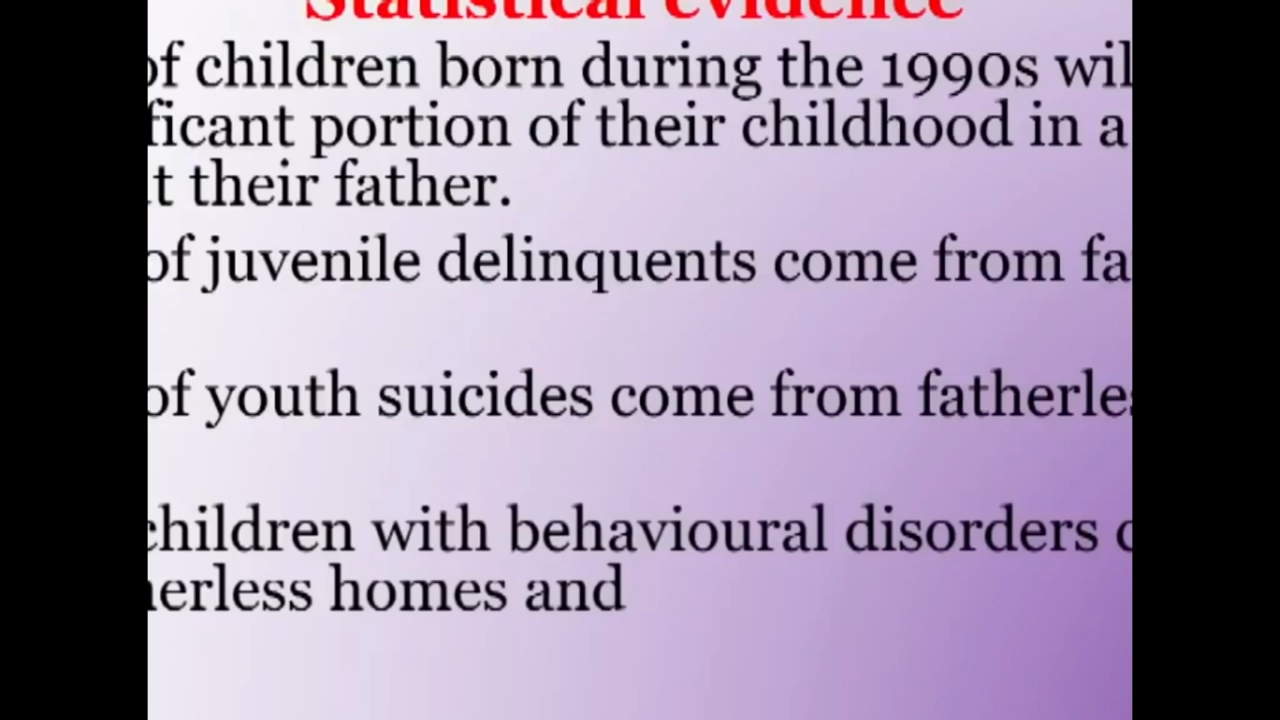 Statistical evidence
of children born during the 1990s wil
ficant portion of their childhood in a
t their father.
of juvenile delinquents come from fa
of youth suicides come from fatherle
children with behavioural disorders
herless homes and